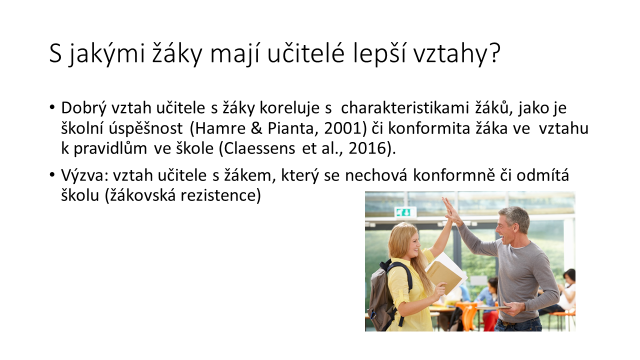 S jakými žáky mají učitelé lepší vztahy?
• Dobrý vztah učitele s žáky koreluje s charakteristikami žáků, jako je
školní úspěšnost (Hamre & Pianta, 2001) či konformita žáka ve vztahu
k pravidlům ve škole (Claessens et al., 2016).
• Výzva: vztah učitele s žákem, který se nechová konformně či odmítá
školu (žákovská rezistence)